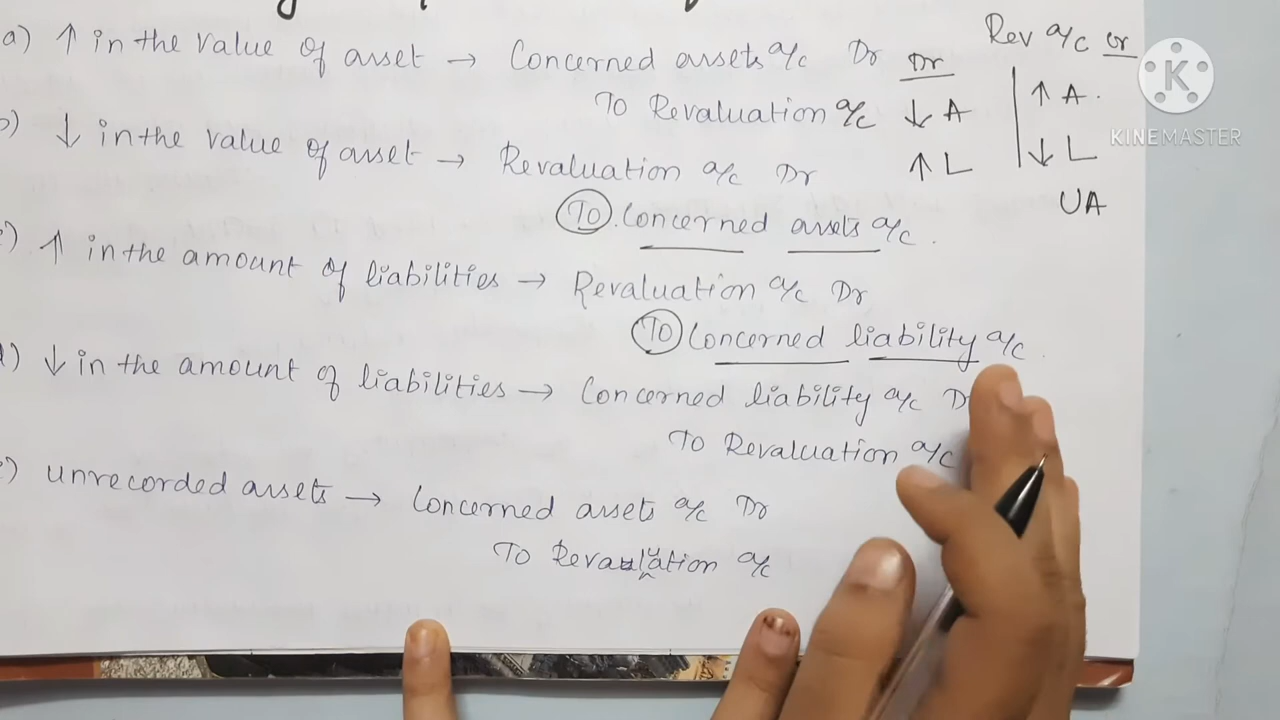 a) ↑ in the value of asset → Concerned assets a/c Dr
To Revaluation a/c
b) ↓ in the value of asset → Revaluation a/c Dr
To Concerned assets a/c.
c) ↑ in the amount of liabilities → Revaluation a/c Dr
To Concerned liability a/c.
d) ↓ in the amount of liabilities → Concerned liability a/c D
To Revaluation a/c
e) unrecorded assets → Concerned assets a/c Dr
To Revaluation a/c
Rev a/c cr
Dr
↓ A
↑ L
↑ A.
↓ L
UA
K
KINEMASTER